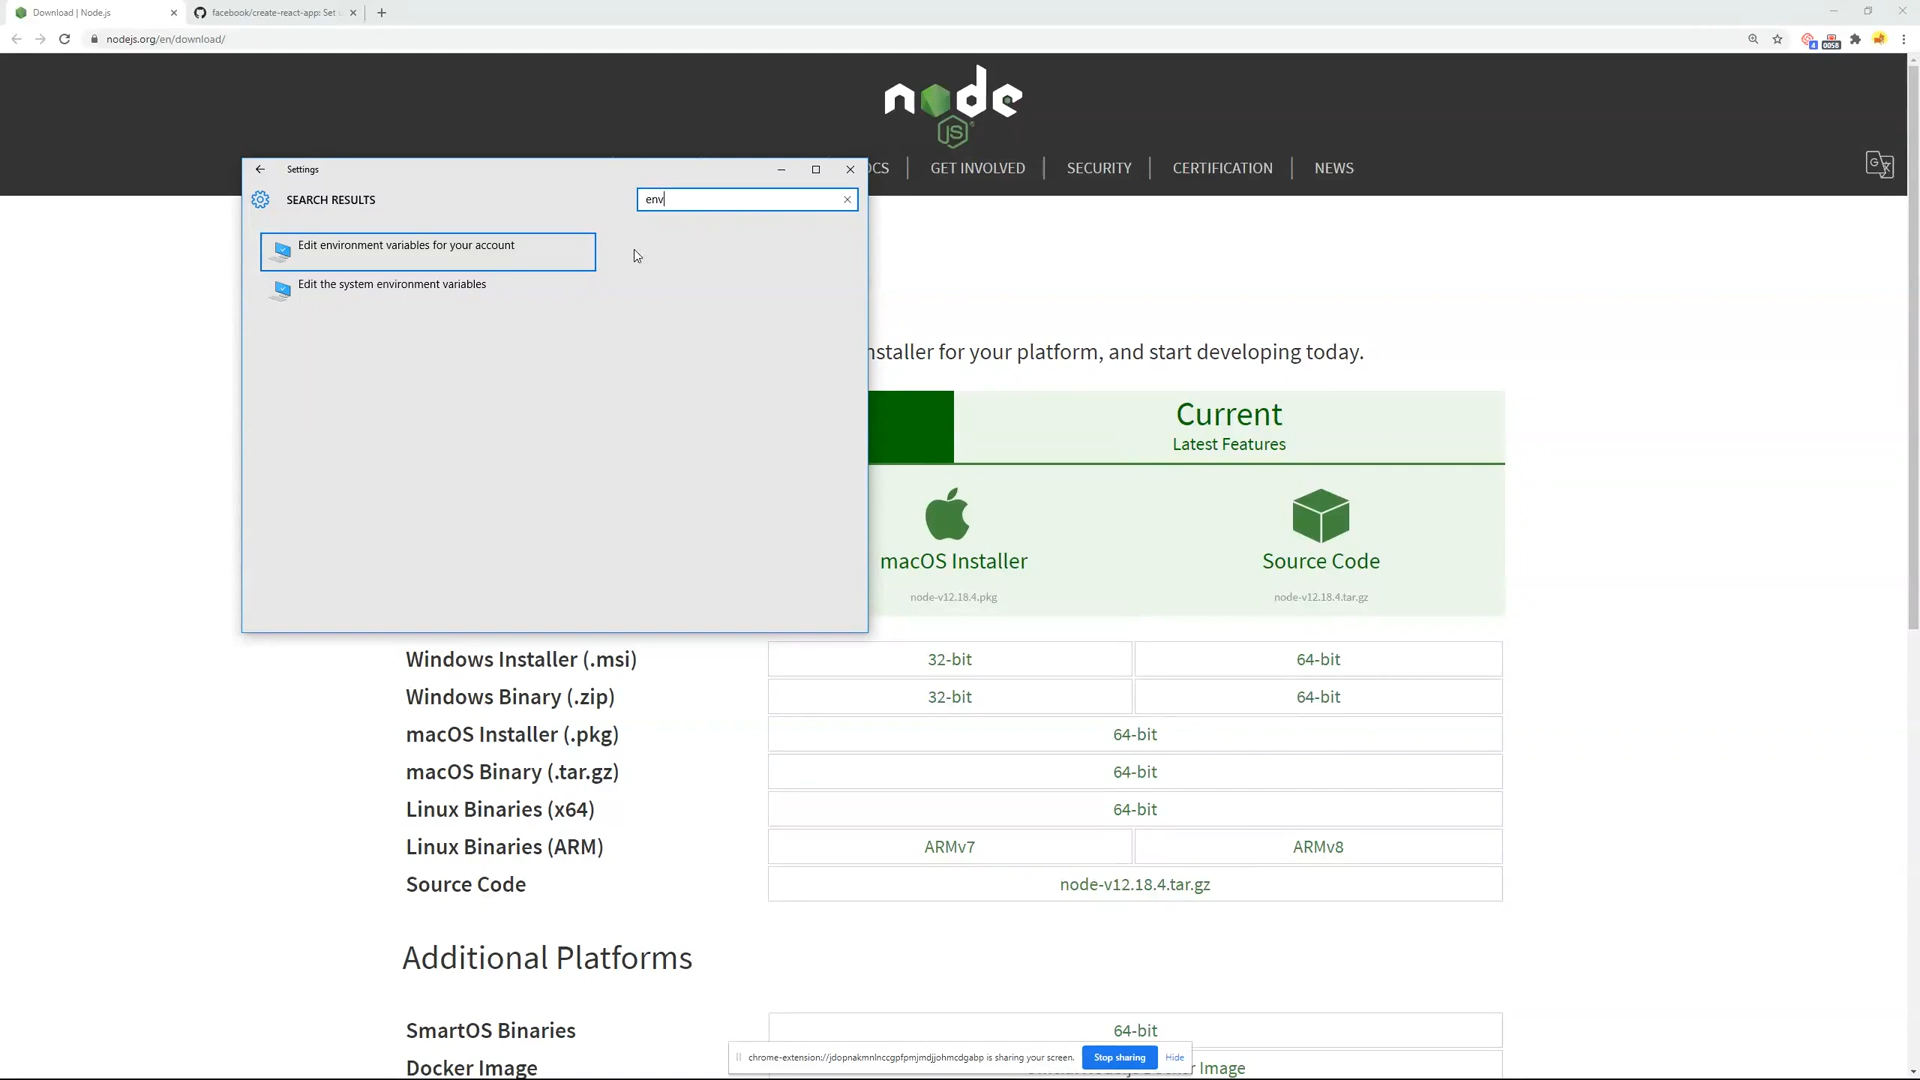 Download | Node.js
facebook/create-react-app: Set
nodejs.org/en/download/
4
0058
node
JS
OCS
GET INVOLVED
SECURITY
CERTIFICATION
NEWS
Settings
SEARCH RESULTS
env
Edit environment variables for your account
Edit the system environment variables
nstaller for your platform, and start developing today.
Current
Latest Features
macOS Installer
node-v12.18.4.pkg
Source Code
node-v12.18.4.tar.gz
Windows Installer (.msi)
32-bit
64-bit
Windows Binary (.zip)
32-bit
64-bit
macOS Installer (.pkg)
64-bit
macOS Binary (.tar.gz)
64-bit
Linux Binaries (x64)
64-bit
Linux Binaries (ARM)
ARMv7
ARMv8
Source Code
node-v12.18.4.tar.gz
Additional Platforms
SmartOS Binaries
64-bit
chrome-extension://jdopnakmnlnccgpfpmjmdjjohmcdgabp is sharing your screen.
Stop sharing
Hide
Docker Image
Image